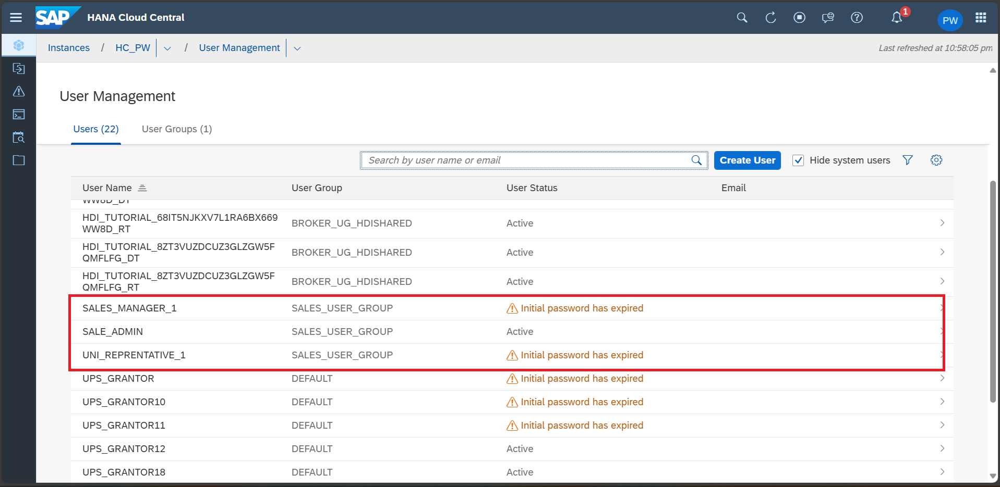 SAP HANA Cloud Central 1 PW
Instances / HC_PW / User Management Last refreshed at 10:58:05 pm
User Management
Users (22) User Groups (1)
Search by user name or email Create User Hide system users
User Name User Group User Status Email
WW8D_DT
HDI_TUTORIAL_68IT5NJKXV7L1RA6BX669
WW8D_RT BROKER_UG_HDISHARED Active
HDI_TUTORIAL_8ZT3VUZDCUZ3GLZGW5F
QMFLFG_DT BROKER_UG_HDISHARED Active
HDI_TUTORIAL_8ZT3VUZDCUZ3GLZGW5F
QMFLFG_RT BROKER_UG_HDISHARED Active
SALES_MANAGER_1 SALES_USER_GROUP Initial password has expired
SALE_ADMIN SALES_USER_GROUP Active
UNI_REPRENTATIVE_1 SALES_USER_GROUP Initial password has expired
UPS_GRANTOR DEFAULT Initial password has expired
UPS_GRANTOR10 DEFAULT Initial password has expired
UPS_GRANTOR11 DEFAULT Initial password has expired
UPS_GRANTOR12 DEFAULT Active
UPS_GRANTOR18 DEFAULT Active